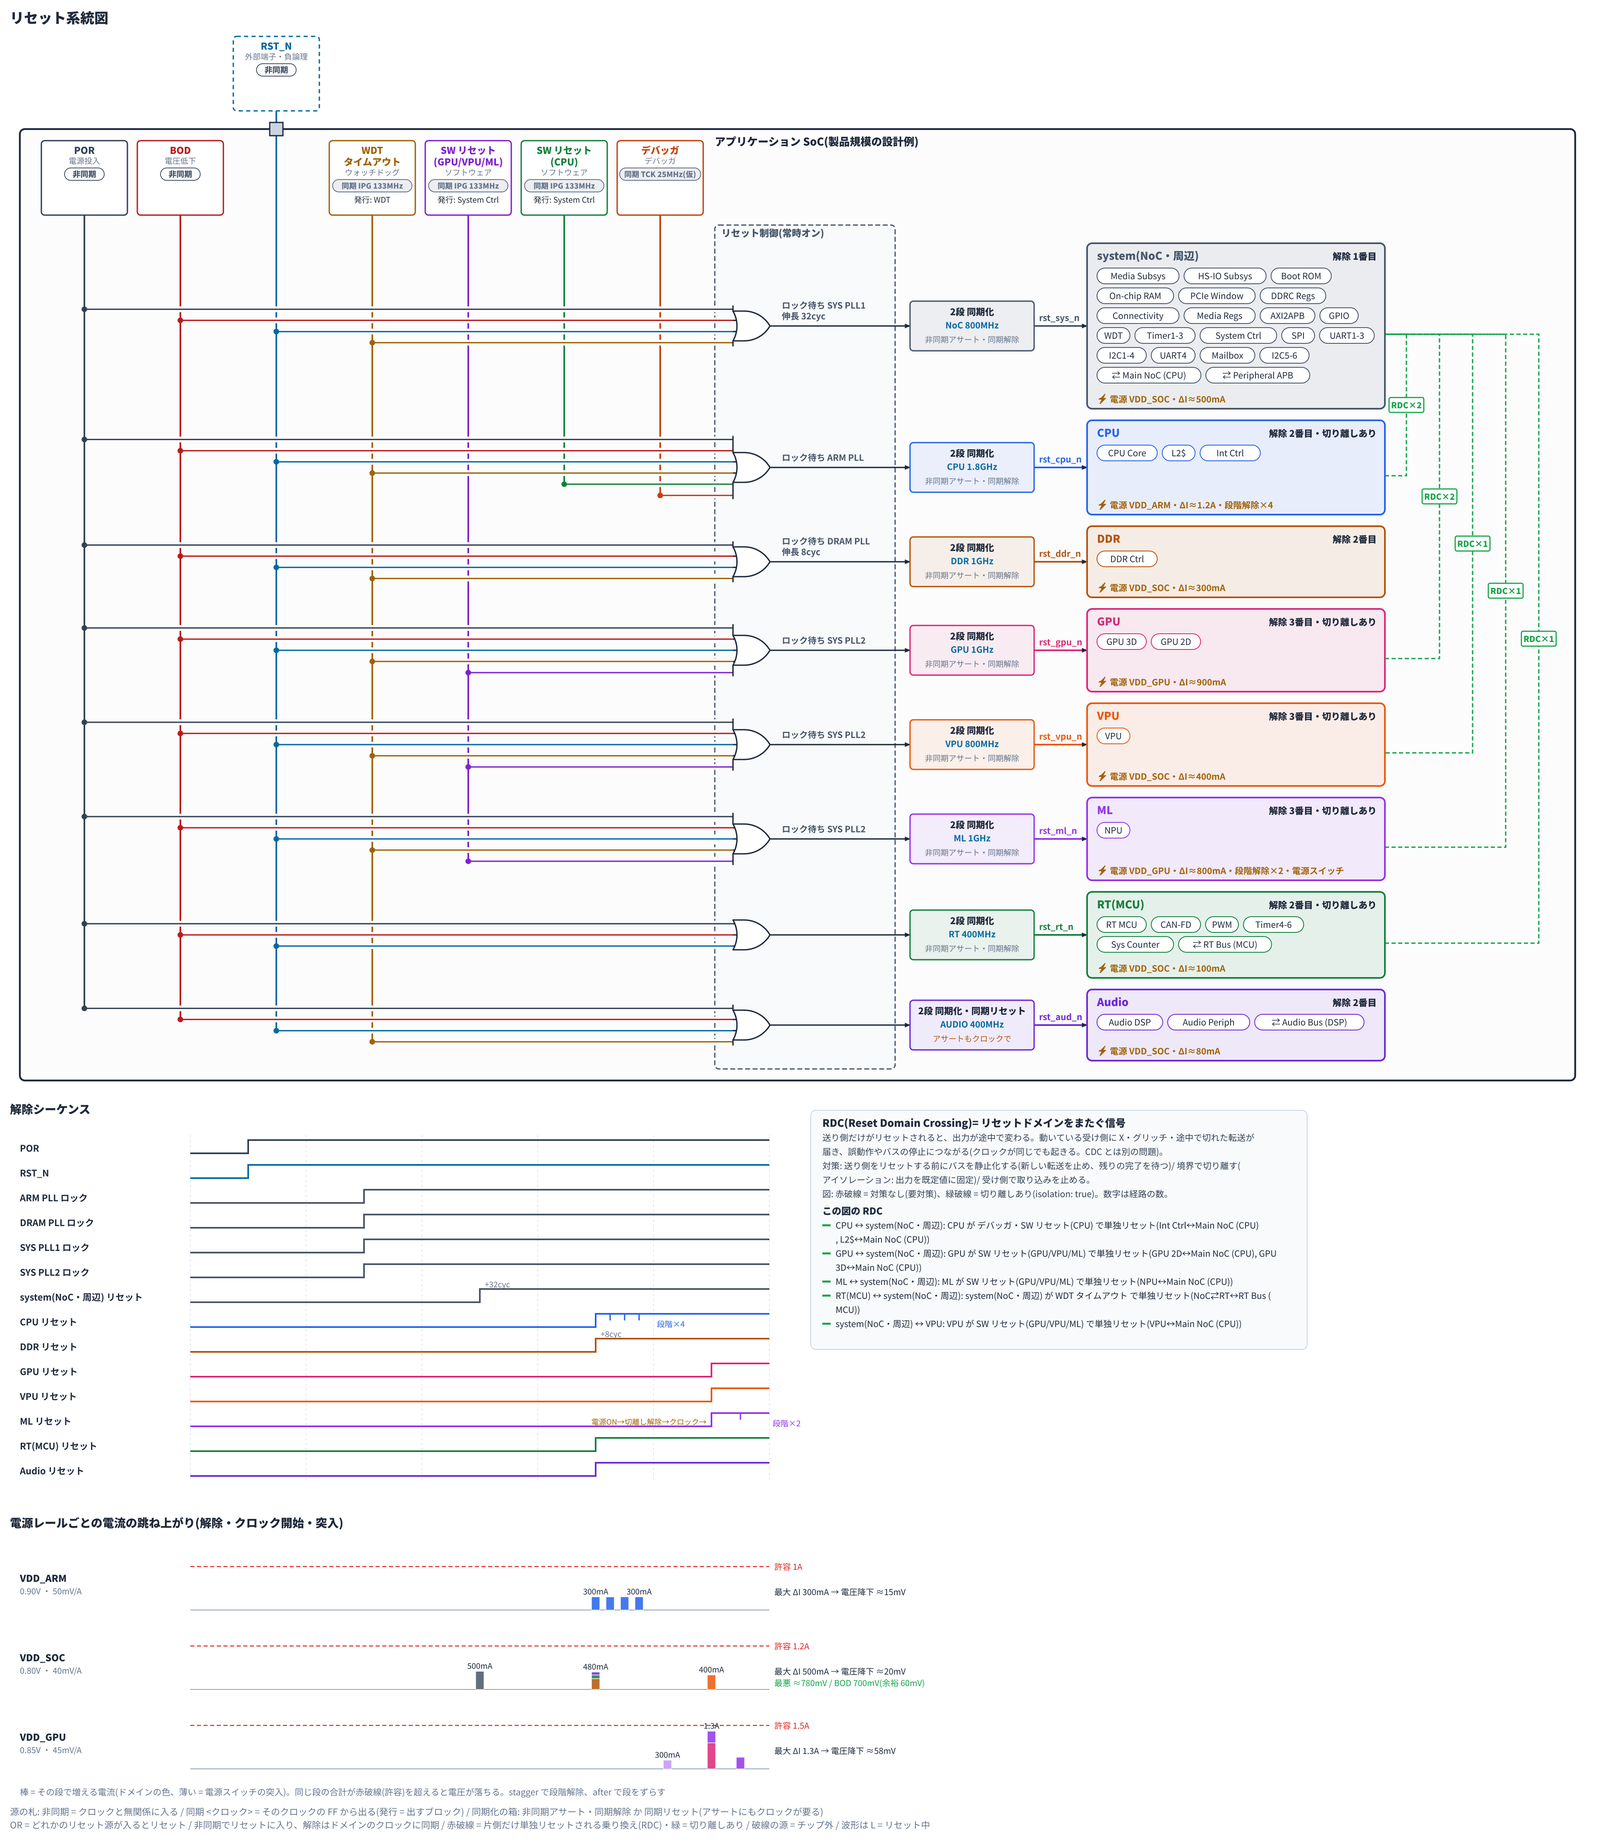 リセット系統図
RST_N
外部端子・負論理
非同期
アプリケーション SoC(製品規模の設計例)
POR
電源投入
非同期
BOD
電圧低下
非同期
WDT
タイムアウト
ウォッチドッグ
同期 IPG 133MHz
発行: WDT
SW リセット
(GPU/VPU/ML)
ソフトウェア
同期 IPG 133MHz
発行: System Ctrl
SW リセット
(CPU)
ソフトウェア
同期 IPG 133MHz
発行: System Ctrl
デバッガ
デバッガ
同期 TCK 25MHz(仮)
リセット制御(常時オン)
ロック待ち SYS PLL1
伸長 32cyc
2段 同期化
NoC 800MHz
非同期アサート・同期解除
rst_sys_n
system(NoC・周辺)
解除 1番目
Media Subsys
HS-IO Subsys
Boot ROM
On-chip RAM
PCIe Window
DDRC Regs
Connectivity
Media Regs
AXI2APB
GPIO
WDT
Timer1-3
System Ctrl
SPI
UART1-3
I2C1-4
UART4
Mailbox
I2C5-6
⇄ Main NoC (CPU)
⇄ Peripheral APB
⚡電源 VDD_SOC・ΔI≈500mA
RDC×2
ロック待ち ARM PLL
2段 同期化
CPU 1.8GHz
非同期アサート・同期解除
rst_cpu_n
CPU
解除 2番目・切り離しあり
CPU Core
L2$
Int Ctrl
⚡電源 VDD_ARM・ΔI≈1.2A・段階解除×4
RDC×2
ロック待ち DRAM PLL
伸長 8cyc
2段 同期化
DDR 1GHz
非同期アサート・同期解除
rst_ddr_n
DDR
解除 2番目
DDR Ctrl
⚡電源 VDD_SOC・ΔI≈300mA
RDC×1
RDC×1
ロック待ち SYS PLL2
2段 同期化
GPU 1GHz
非同期アサート・同期解除
rst_gpu_n
GPU
解除 3番目・切り離しあり
GPU 3D
GPU 2D
⚡電源 VDD_GPU・ΔI≈900mA
RDC×1
ロック待ち SYS PLL2
2段 同期化
VPU 800MHz
非同期アサート・同期解除
rst_vpu_n
VPU
解除 3番目・切り離しあり
VPU
⚡電源 VDD_SOC・ΔI≈400mA
ロック待ち SYS PLL2
2段 同期化
ML 1GHz
非同期アサート・同期解除
rst_ml_n
ML
解除 3番目・切り離しあり
NPU
⚡電源 VDD_GPU・ΔI≈800mA・段階解除×2・電源スイッチ
2段 同期化
RT 400MHz
非同期アサート・同期解除
rst_rt_n
RT(MCU)
解除 2番目・切り離しあり
RT MCU
CAN-FD
PWM
Timer4-6
Sys Counter
⇄ RT Bus (MCU)
⚡電源 VDD_SOC・ΔI≈100mA
2段 同期化・同期リセット
AUDIO 400MHz
アサートもクロックで
rst_aud_n
Audio
解除 2番目
Audio DSP
Audio Periph
⇄ Audio Bus (DSP)
⚡電源 VDD_SOC・ΔI≈80mA
解除シーケンス
POR
RST_N
ARM PLL ロック
DRAM PLL ロック
SYS PLL1 ロック
SYS PLL2 ロック
system(NoC・周辺) リセット
+32cyc
CPU リセット
段階×4
DDR リセット
+8cyc
GPU リセット
VPU リセット
ML リセット
電源ON→切離し解除→クロック→
段階×2
RT(MCU) リセット
Audio リセット
RDC(Reset Domain Crossing)= リセットドメインをまたぐ信号
送り側だけがリセットされると、出力が途中で変わる。動いている受け側に X・グリッチ・途中で切れた転送が
届き、誤動作やバスの停止につながる(クロックが同じでも起きる。CDC とは別の問題)。
対策: 送り側をリセットする前にバスを静止化する(新しい転送を止め、残りの完了を待つ)/ 境界で切り離す(
アイソレーション: 出力を既定値に固定)/ 受け側で取り込みを止める。
図: 赤破線 = 対策なし(要対策)、緑破線 = 切り離しあり(isolation: true)。数字は経路の数。
この図の RDC
CPU ↔ system(NoC・周辺): CPU が デバッガ・SW リセット(CPU) で単独リセット(Int Ctrl↔Main NoC (CPU)
, L2$↔Main NoC (CPU))
GPU ↔ system(NoC・周辺): GPU が SW リセット(GPU/VPU/ML) で単独リセット(GPU 2D↔Main NoC (CPU), GPU
3D↔Main NoC (CPU))
ML ↔ system(NoC・周辺): ML が SW リセット(GPU/VPU/ML) で単独リセット(NPU↔Main NoC (CPU))
RT(MCU) ↔ system(NoC・周辺): system(NoC・周辺) が WDT タイムアウト で単独リセット(NoC⇄RT↔RT Bus (
MCU))
system(NoC・周辺) ↔ VPU: VPU が SW リセット(GPU/VPU/ML) で単独リセット(VPU↔Main NoC (CPU))
電源レールごとの電流の跳ね上がり(解除・クロック開始・突入)
許容 1A
VDD_ARM
0.90V ・ 50mV/A
300mA
300mA
最大 ΔI 300mA → 電圧降下 ≈15mV
許容 1.2A
VDD_SOC
0.80V ・ 40mV/A
500mA
480mA
400mA
最大 ΔI 500mA → 電圧降下 ≈20mV
最悪 ≈780mV / BOD 700mV(余裕 60mV)
許容 1.5A
VDD_GPU
0.85V ・ 45mV/A
300mA
1.3A
最大 ΔI 1.3A → 電圧降下 ≈58mV
棒 = その段で増える電流(ドメインの色、薄い = 電源スイッチの突入)。同じ段の合計が赤破線(許容)を超えると電圧が落ちる。stagger で段階解除、after で段をずらす
源の札: 非同期 = クロックと無関係に入る / 同期 <クロック> = そのクロックの FF から出る(発行 = 出すブロック) / 同期化の箱: 非同期アサート・同期解除 か 同期リセット(アサートにもクロックが要る)
OR = どれかのリセット源が入るとリセット / 非同期でリセットに入り、解除はドメインのクロックに同期 / 赤破線 = 片側だけ単独リセットされる乗り換え(RDC)・緑 = 切り離しあり / 破線の源 = チップ外 / 波形は L = リセット中